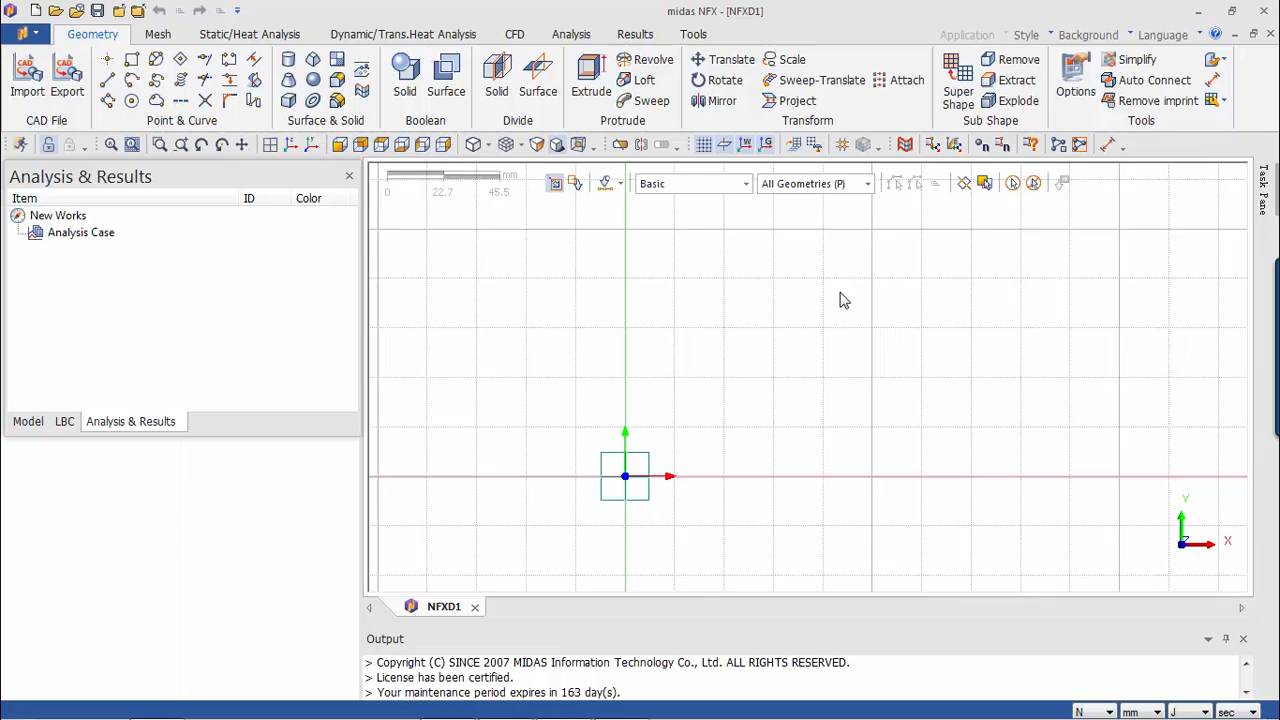 midas NFX - [NFXD1]
Geometry Mesh Static/Heat Analysis Dynamic/Trans.Heat Analysis CFD Analysis Results Tools Application Style Background Language
CAD CAD
Import Export
CAD File
Point & Curve
Surface & Solid
Solid Surface
Boolean
Solid Surface
Divide
Extrude
Revolve
Loft
Sweep
Protrude
Translate Scale
Rotate Sweep-Translate Attach
Mirror Project
Transform
Super Shape
Remove
Extract
Explode
Sub Shape
Options
Simplify
Auto Connect
Remove imprint
Tools
W G
Analysis & Results
Item ID Color
New Works
Analysis Case
Model LBC Analysis & Results
mm
0 22.7 45.5
Basic All Geometries (P)
Task Pane
Y
Z
X
NFXD1
Output
> Copyright (C) SINCE 2007 MIDAS Information Technology Co., Ltd. ALL RIGHTS RESERVED.
> License has been certified.
> Your maintenance period expires in 163 day(s).
N mm J sec